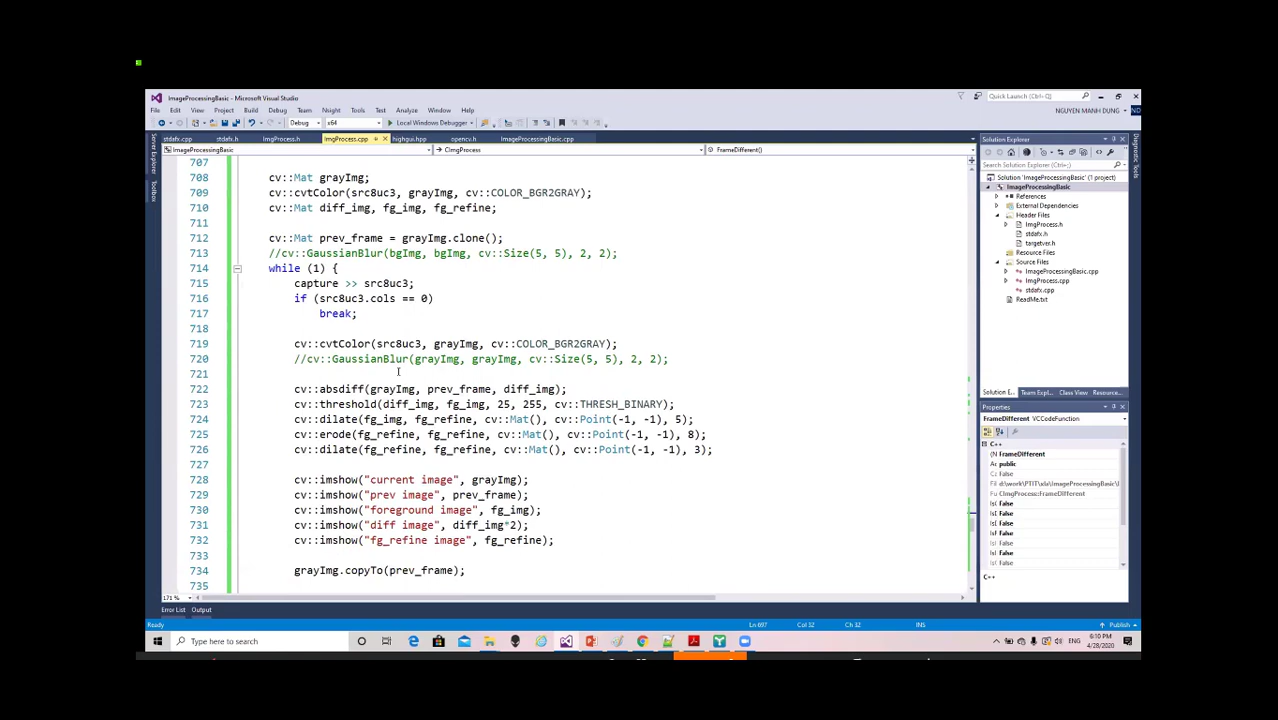 ImageProcessingBasic - Microsoft Visual Studio
Quick Launch (Ctrl+Q)
File Edit View Project Build Debug Team Nsight Tools Test Analyze Window Help
NGUYEN MANH DUNG
Debug x64 Local Windows Debugger
stdafx.cpp stdafx.h ImgProcess.h ImgProcess.cpp highgui.hpp opencv.h ImageProcessingBasic.cpp
ImageProcessingBasic CImgProcess FrameDifferent()
707
708 cv::Mat grayImg;
709 cv::cvtColor(src8uc3, grayImg, cv::COLOR_BGR2GRAY);
710 cv::Mat diff_img, fg_img, fg_refine;
711
712 cv::Mat prev_frame = grayImg.clone();
713 //cv::GaussianBlur(bgImg, bgImg, cv::Size(5, 5), 2, 2);
714 while (1) {
715 capture >> src8uc3;
716 if (src8uc3.cols == 0)
717 break;
718
719 cv::cvtColor(src8uc3, grayImg, cv::COLOR_BGR2GRAY);
720 //cv::GaussianBlur(grayImg, grayImg, cv::Size(5, 5), 2, 2);
721
722 cv::absdiff(grayImg, prev_frame, diff_img);
723 cv::threshold(diff_img, fg_img, 25, 255, cv::THRESH_BINARY);
724 cv::dilate(fg_img, fg_refine, cv::Mat(), cv::Point(-1, -1), 5);
725 cv::erode(fg_refine, fg_refine, cv::Mat(), cv::Point(-1, -1), 8);
726 cv::dilate(fg_refine, fg_refine, cv::Mat(), cv::Point(-1, -1), 3);
727
728 cv::imshow("current image", grayImg);
729 cv::imshow("prev image", prev_frame);
730 cv::imshow("foreground image", fg_img);
731 cv::imshow("diff image", diff_img*2);
732 cv::imshow("fg_refine image", fg_refine);
733
734 grayImg.copyTo(prev_frame);
735
171 %
Server Explorer
Toolbox
Solution Explorer
Search Solution Explorer (Ctrl+;)
Solution 'ImageProcessingBasic' (1 project)
ImageProcessingBasic
References
External Dependencies
Header Files
ImgProcess.h
stdafx.h
targetver.h
Resource Files
Source Files
ImageProcessingBasic.cpp
ImgProcess.cpp
stdafx.cpp
ReadMe.txt
Solution E... Team Expl... Class View Resource...
Properties
FrameDifferent VCCodeFunction
C++
(N FrameDifferent
Ac public
Fil d:\work\PTIT\xla\ImageProcessingBasic\I
Fu CImgProcess::FrameDifferent
Is( False
Is( False
Is[ False
Is( False
Is( False
Is( False
Is( False
C++
Diagnostic Tools
Error List Output
Ready Ln 697 Col 32 Ch 32 INS Publish
Type here to search
ENG
6:10 PM
4/28/2020